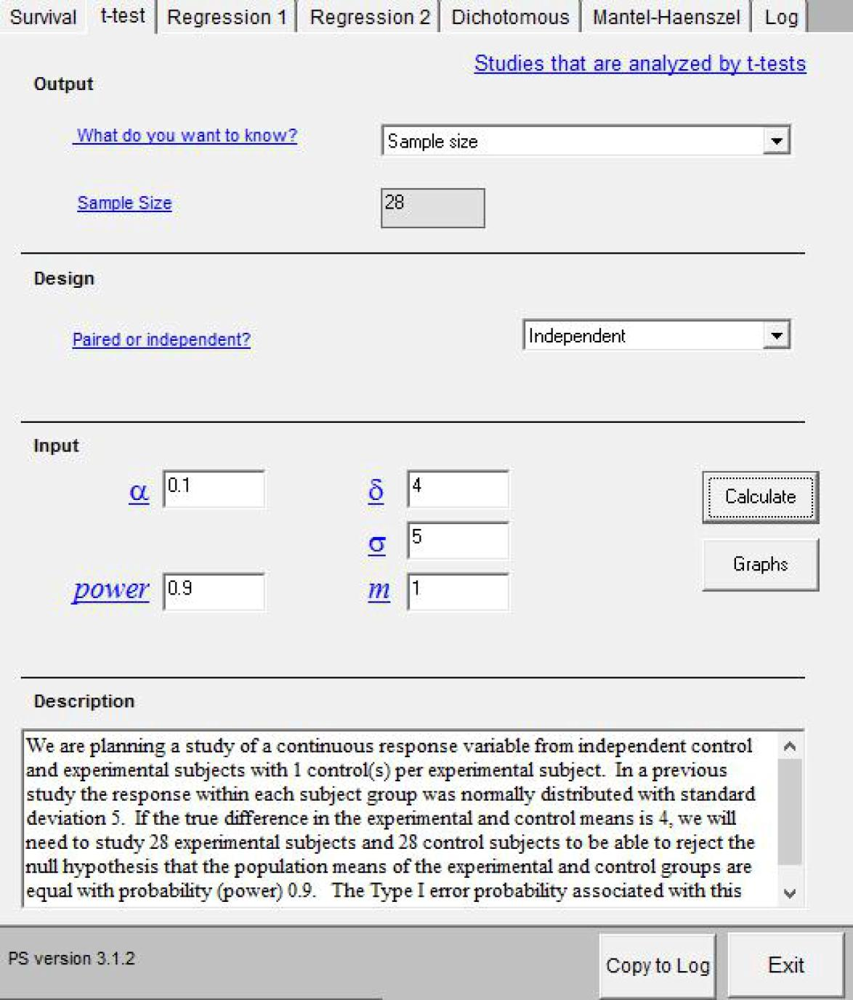 Survival t-test Regression 1 Regression 2 Dichotomous Mantel-Haenszel Log
Studies that are analyzed by t-tests
Output
What do you want to know? Sample size
Sample Size 28
Design
Paired or independent? Independent
Input
α 0.1 δ 4 Calculate
σ 5
Graphs
power 0.9 m 1
Description
We are planning a study of a continuous response variable from independent control
and experimental subjects with 1 control(s) per experimental subject.  In a previous
study the response within each subject group was normally distributed with standard
deviation 5.  If the true difference in the experimental and control means is 4, we will
need to study 28 experimental subjects and 28 control subjects to be able to reject the
null hypothesis that the population means of the experimental and control groups are
equal with probability (power) 0.9.   The Type I error probability associated with this
PS version 3.1.2 Copy to Log Exit